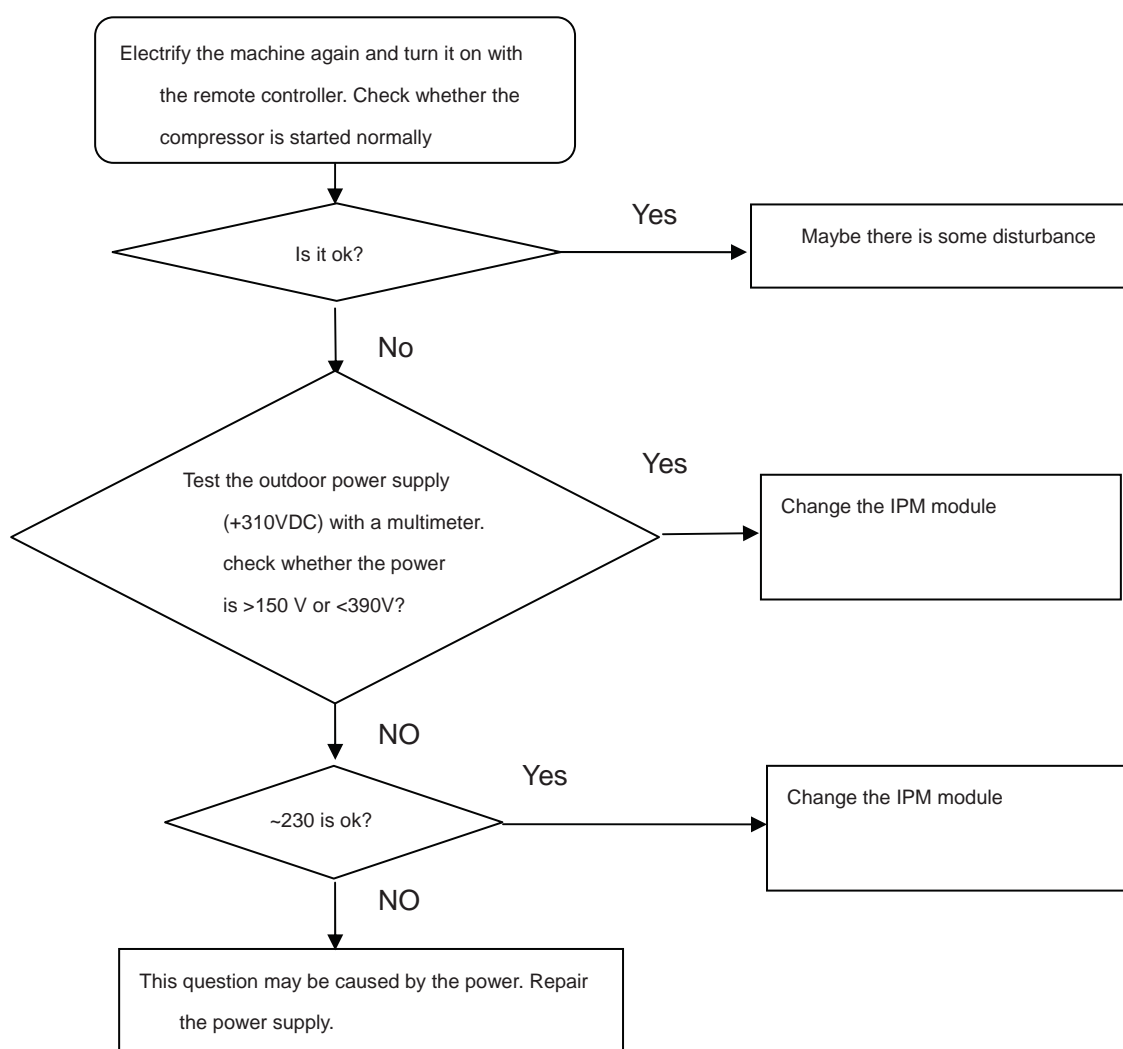 Electrify the machine again and turn it on with
the remote controller. Check whether the
compressor is started normally
Yes
Is it ok?
Maybe there is some disturbance
No
Yes
Test the outdoor power supply
(+310VDC) with a multimeter.
check whether the power
is >150 V or <390V?
Change the IPM module
NO
Yes
~230 is ok?
Change the IPM module
NO
This question may be caused by the power. Repair
the power supply.